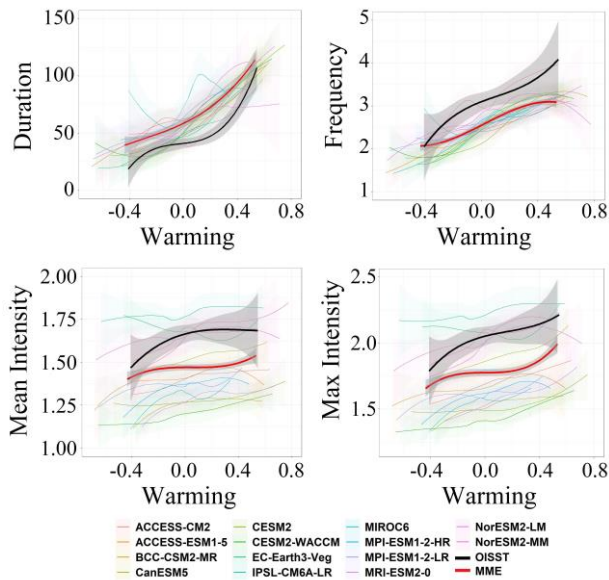 Duration
150
100
50
0
-0.4 0.0 0.4 0.8
Warming
Frequency
5
4
3
2
1
-0.4 0.0 0.4 0.8
Warming
Mean Intensity
2.00
1.75
1.50
1.25
1.00
-0.4 0.0 0.4 0.8
Warming
Max Intensity
2.5
2.0
1.5
-0.4 0.0 0.4 0.8
Warming
ACCESS-CM2 CESM2 MIROC6 NorESM2-LM
ACCESS-ESM1-5 CESM2-WACCM MPI-ESM1-2-HR NorESM2-MM
BCC-CSM2-MR EC-Earth3-Veg MPI-ESM1-2-LR OISST
CanESM5 IPSL-CM6A-LR MRI-ESM2-0 MME